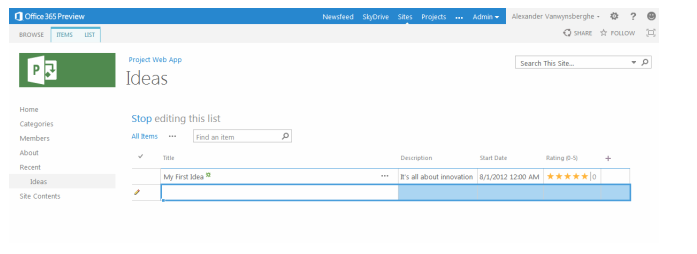 Office 365 Preview
Newsfeed SkyDrive Sites Projects ••• Admin Alexander Vanwynsberghe ?
BROWSE ITEMS LIST SHARE FOLLOW
P
Project Web App
Ideas
Search This Site...
Home
Categories
Members
About
Recent
Ideas
Site Contents
Stop editing this list
All Items ••• Find an item
Title Description Start Date Rating (0-5) +
My First Idea ••• It's all about innovation 8/1/2012 12:00 AM 0